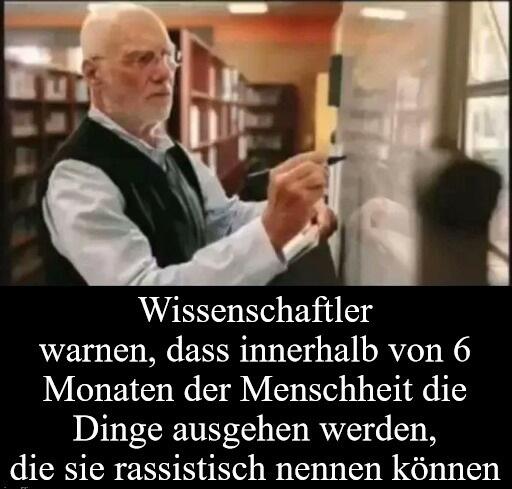 Wissenschaftler
warnen, dass innerhalb von 6
Monaten der Menschheit die
Dinge ausgehen werden,
die sie rassistisch nennen können